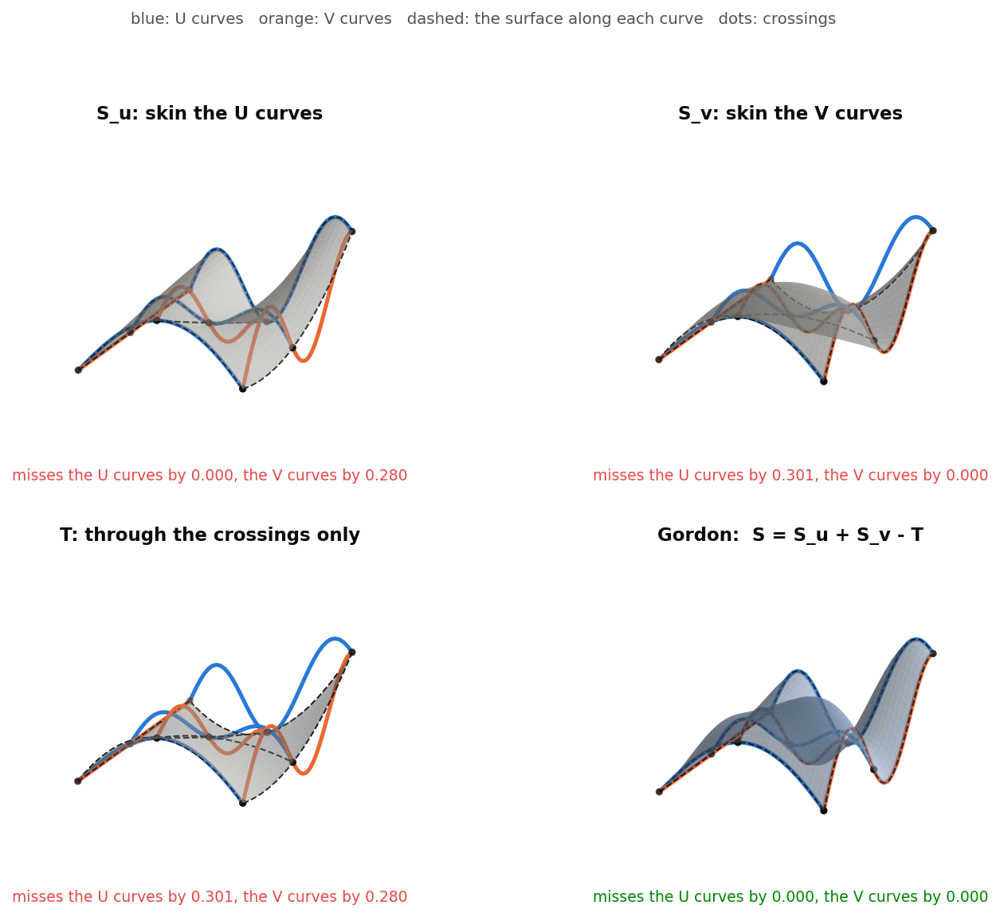 blue: U curves   orange: V curves   dashed: the surface along each curve   dots: crossings
S_u: skin the U curves
S_v: skin the V curves
misses the U curves by 0.000, the V curves by 0.280
misses the U curves by 0.301, the V curves by 0.000
T: through the crossings only
Gordon:  S = S_u + S_v - T
misses the U curves by 0.301, the V curves by 0.280
misses the U curves by 0.000, the V curves by 0.000